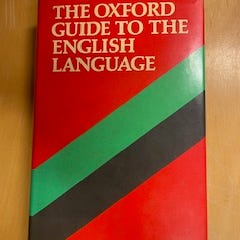 THE OXFORD
GUIDE TO THE
ENGLISH
LANGUAGE